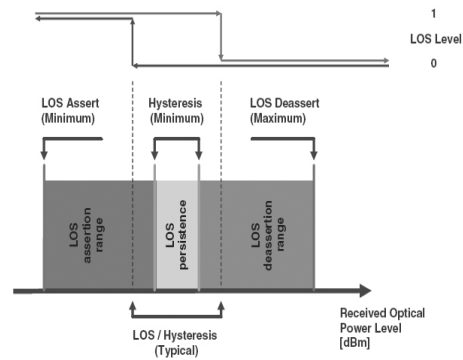 1
LOS Level
0
LOS Assert
(Minimum)
Hysteresis
(Minimum)
LOS Deassert
(Maximum)
LOS
assertion
range
LOS
persistence
LOS
deassertion
range
Received Optical
Power Level
[dBm]
LOS / Hysteresis
(Typical)